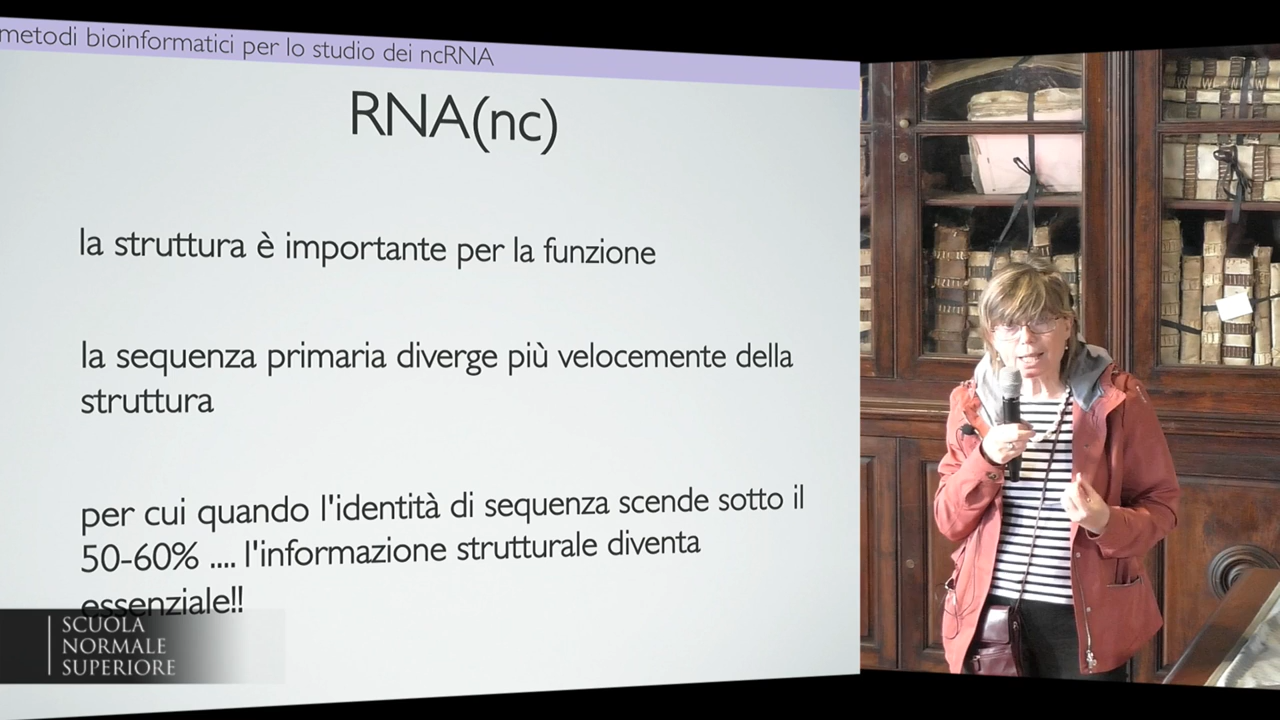 metodi bioinformatici per lo studio dei ncRNA
RNA(nc)
la struttura è importante per la funzione
la sequenza primaria diverge più velocemente della
struttura
per cui quando l'identità di sequenza scende sotto il
50-60% .... l'informazione strutturale diventa
essenziale!!
SCUOLA
NORMALE
SUPERIORE